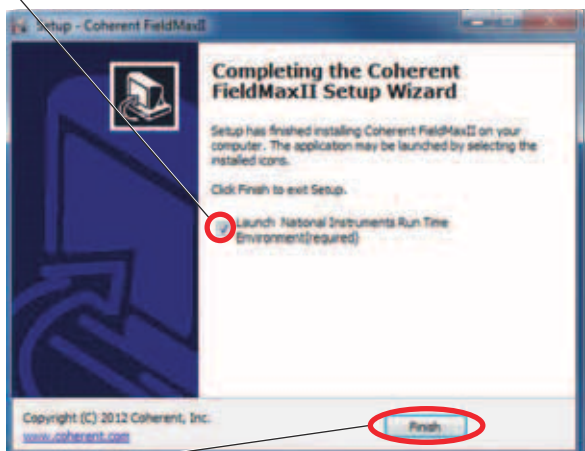 Setup - Coherent FieldMaxII
Completing the Coherent
FieldMaxII Setup Wizard
Setup has finished installing Coherent FieldMaxII on your
computer. The application may be launched by selecting the
installed icons.
Click Finish to exit Setup.
Launch National Instruments Run Time
Environment(required)
Copyright (C) 2012 Coherent, Inc.
www.coherent.com
Finish